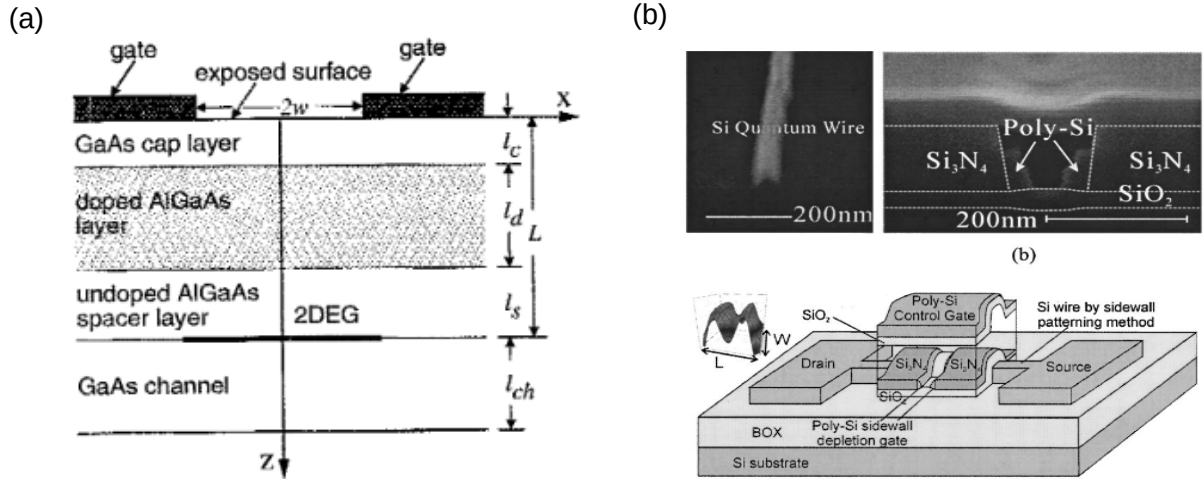 (a)
gate
gate
exposed surface
2w
X
GaAs cap layer
l_c
doped AlGaAs
layer
l_d
L
undoped AlGaAs
spacer layer
2DEG
l_s
GaAs channel
l_ch
Z
(b)
Si Quantum Wire
200nm
Poly-Si
Si₃N₄
Si₃N₄
SiO₂
200nm
(b)
Poly-Si
Control Gate
Si wire by sidewall
patterning method
SiO₂
W
L
Drain
Si₃N₄
Source
SiO₂
BOX
Poly-Si sidewall
depletion gate
Si substrate